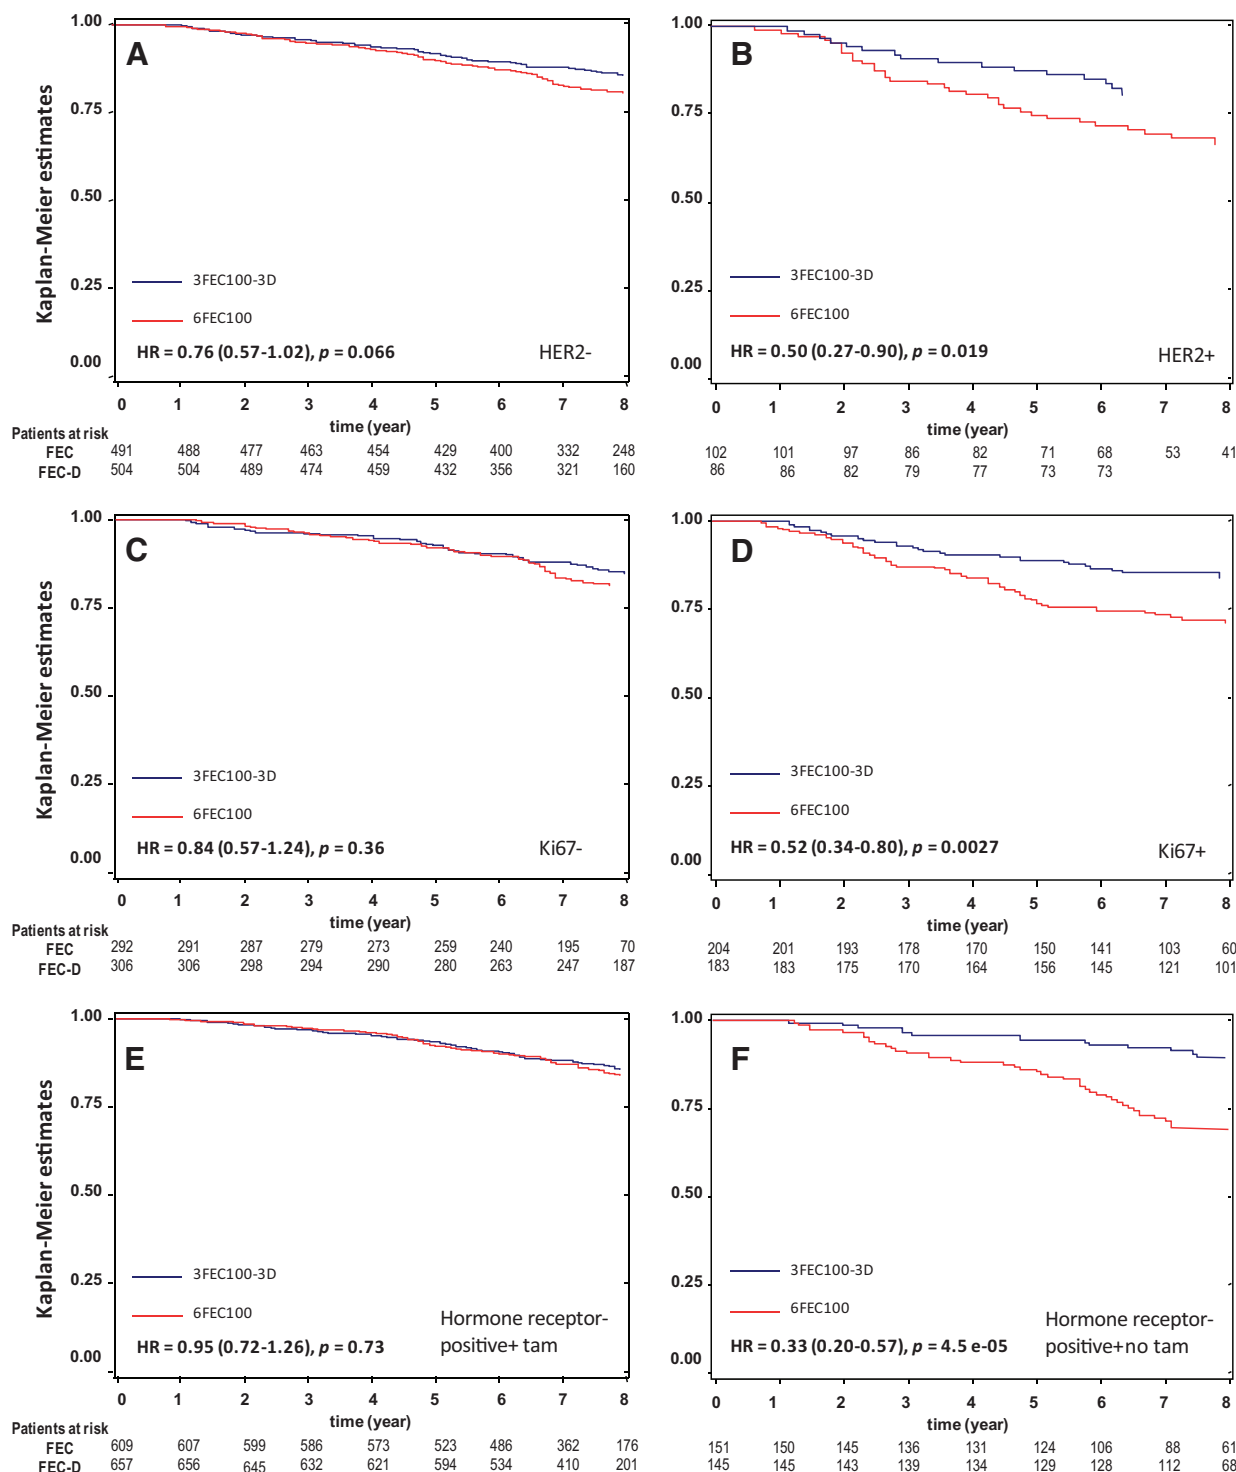 A
Kaplan-Meier estimates
1.00
0.75
0.50
0.25
0.00
3FEC100-3D
6FEC100
HR = 0.76 (0.57-1.02), p = 0.066
HER2-
0 1 2 3 4 5 6 7 8
time (year)
Patients at risk
FEC 491 488 477 463 454 429 400 332 248
FEC-D 504 504 489 474 459 432 356 321 160
B
1.00
0.75
0.50
0.25
0.00
3FEC100-3D
6FEC100
HR = 0.50 (0.27-0.90), p = 0.019
HER2+
0 1 2 3 4 5 6 7 8
time (year)
102 101 97 86 82 71 68 53 41
86 86 82 79 77 73 73
C
Kaplan-Meier estimates
1.00
0.75
0.50
0.25
0.00
3FEC100-3D
6FEC100
HR = 0.84 (0.57-1.24), p = 0.36
Ki67-
0 1 2 3 4 5 6 7 8
time (year)
Patients at risk
FEC 292 291 287 279 273 259 240 195 70
FEC-D 306 306 298 294 290 280 263 247 187
D
1.00
0.75
0.50
0.25
0.00
3FEC100-3D
6FEC100
HR = 0.52 (0.34-0.80), p = 0.0027
Ki67+
0 1 2 3 4 5 6 7 8
time (year)
204 201 193 178 170 150 141 103 60
183 183 175 170 164 156 145 121 101
E
Kaplan-Meier estimates
1.00
0.75
0.50
0.25
0.00
3FEC100-3D
6FEC100
HR = 0.95 (0.72-1.26), p = 0.73
Hormone receptor-
positive+ tam
0 1 2 3 4 5 6 7 8
time (year)
Patients at risk
FEC 609 607 599 586 573 523 486 362 176
FEC-D 657 656 645 632 621 594 534 410 201
F
1.00
0.75
0.50
0.25
0.00
3FEC100-3D
6FEC100
HR = 0.33 (0.20-0.57), p = 4.5 e-05
Hormone receptor-
positive+no tam
0 1 2 3 4 5 6 7 8
time (year)
151 150 145 136 131 124 106 88 61
145 145 143 139 134 129 128 112 68